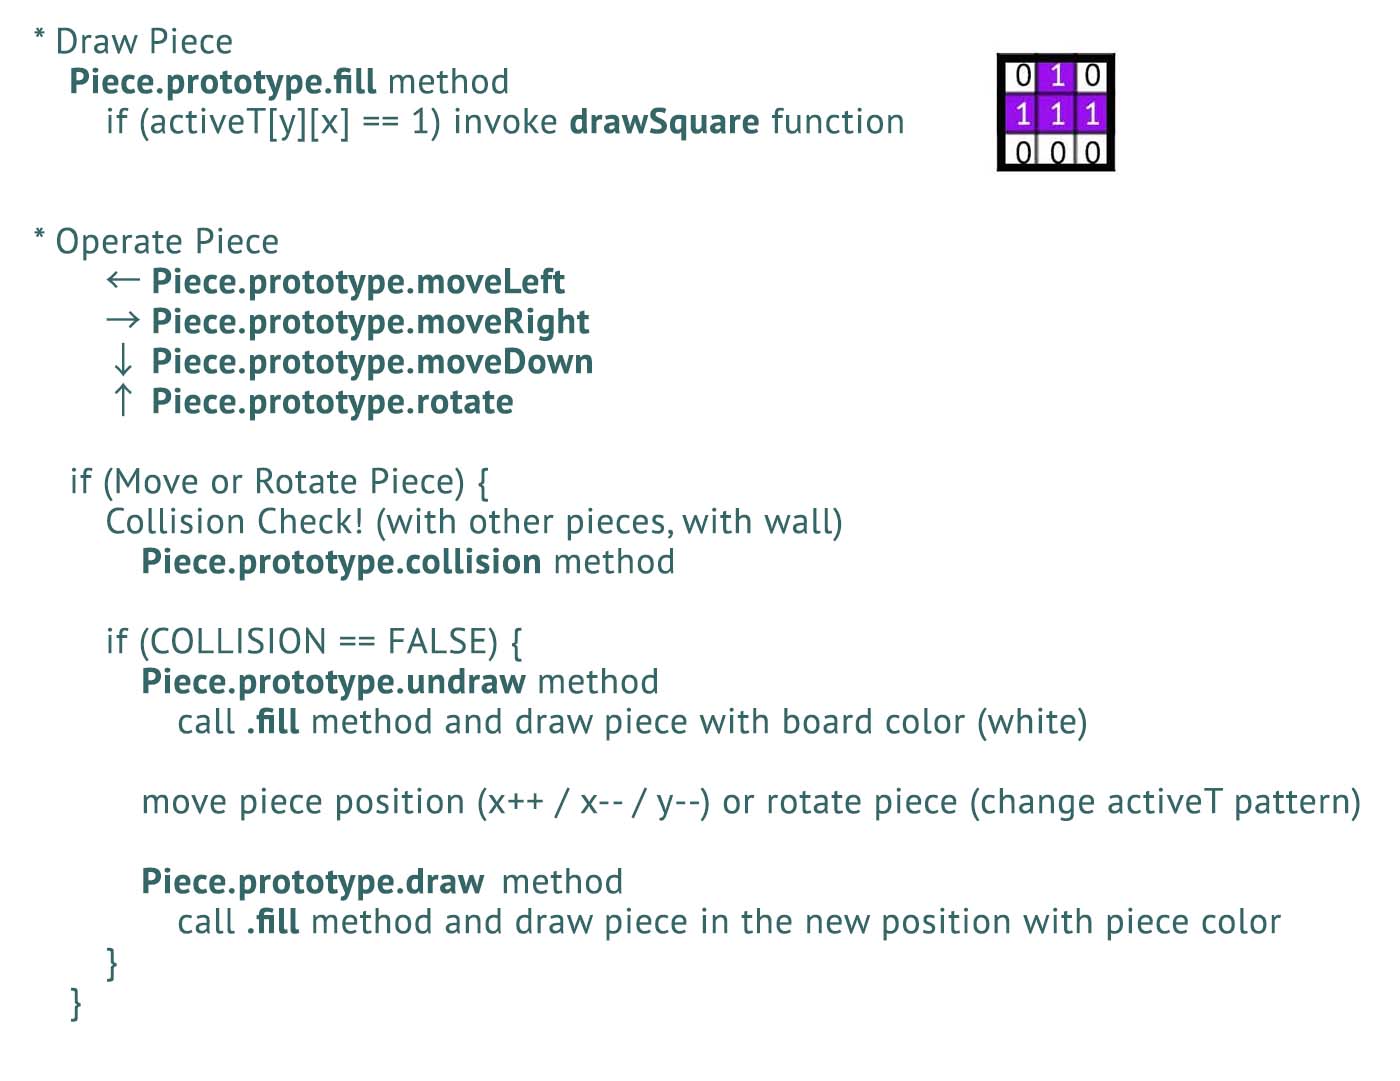 * Draw Piece
Piece.prototype.fill method
if (activeT[y][x] == 1) invoke drawSquare function
0 1 0
1 1 1
0 0 0
* Operate Piece
← Piece.prototype.moveLeft
→ Piece.prototype.moveRight
↓ Piece.prototype.moveDown
↑ Piece.prototype.rotate
if (Move or Rotate Piece) {
Collision Check! (with other pieces, with wall)
Piece.prototype.collision method
if (COLLISION == FALSE) {
Piece.prototype.undraw method
call .fill method and draw piece with board color (white)
move piece position (x++ / x-- / y--) or rotate piece (change activeT pattern)
Piece.prototype.draw method
call .fill method and draw piece in the new position with piece color
}
}